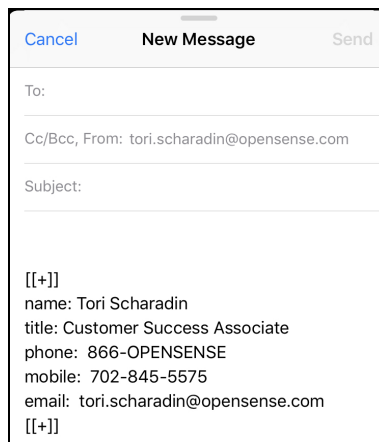 Cancel New Message Send
To:
Cc/Bcc, From: tori.scharadin@opensense.com
Subject:
[[+]]
name: Tori Scharadin
title: Customer Success Associate
phone:  866-OPENSENSE
mobile:  702-845-5575
email:  tori.scharadin@opensense.com
[[+]]